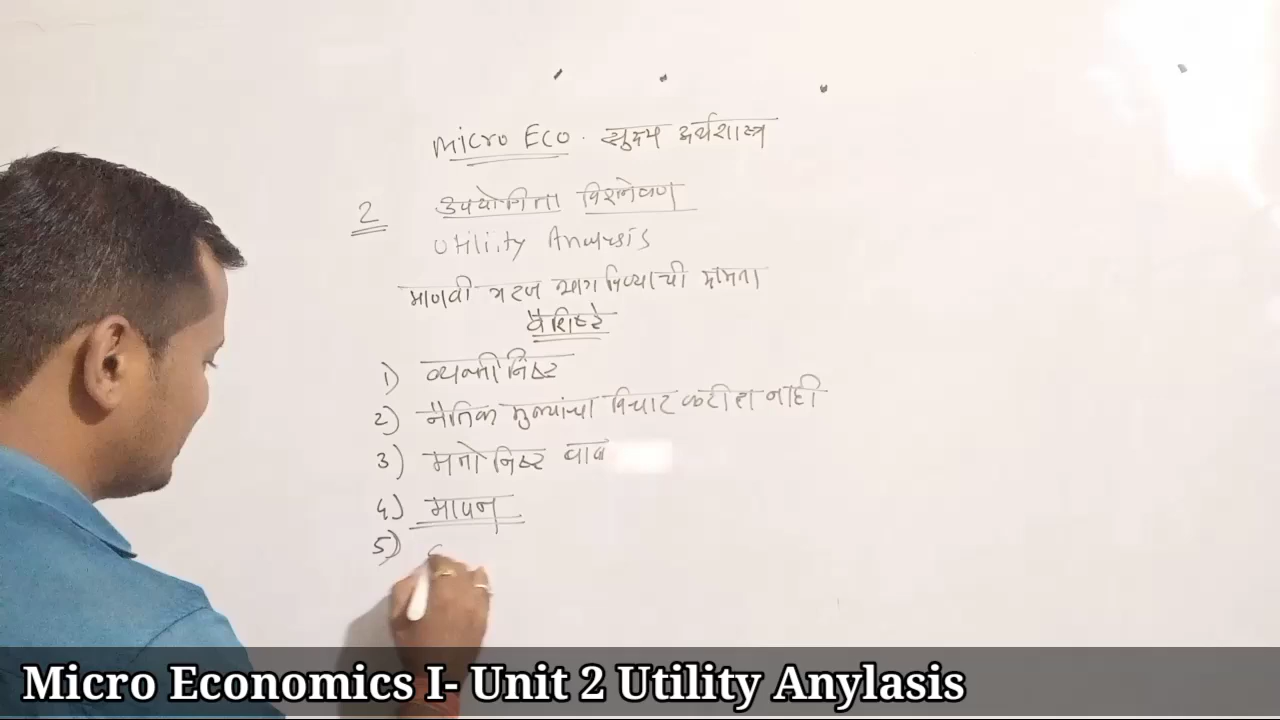 Micro Eco. सूक्ष्म अर्थशास्त्र
2 उपयोगिता विश्लेषण
Utility Analysis
माणवी गरज भागविण्याची क्षमता
वैशिष्टे
1) व्यक्तीनिष्ट
2) नैतिक मुल्यांचा विचार करीत नाही
3) मनोनिष्ट
4) मापन
5)
Micro Economics I- Unit 2 Utility Anylasis